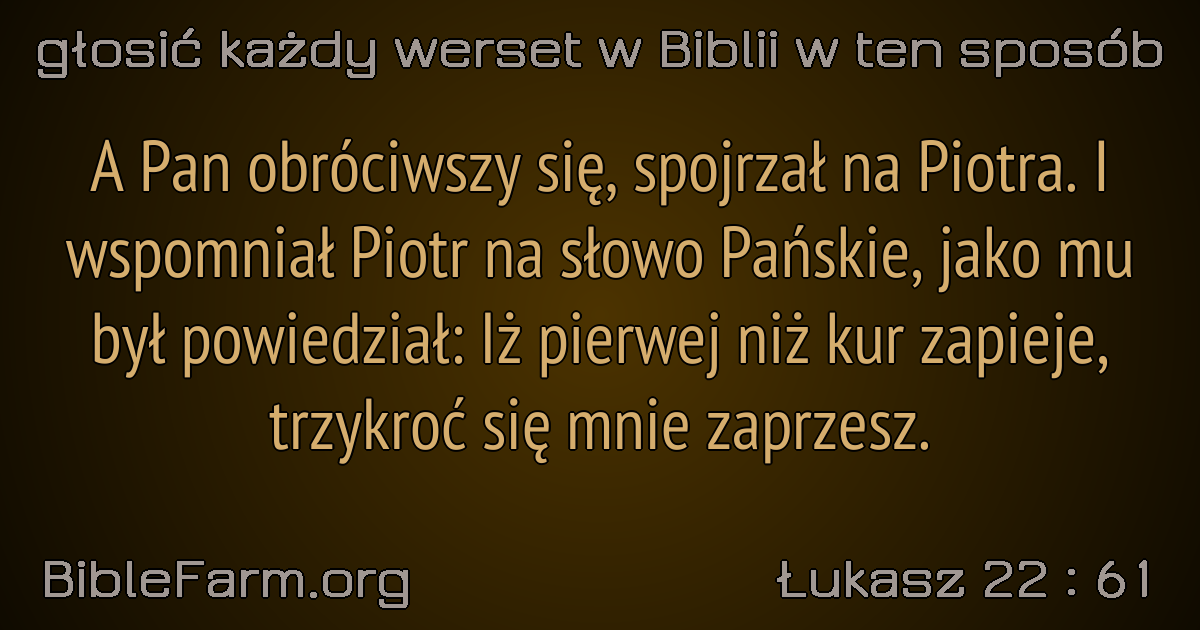 głosić każdy werset w Biblii w ten sposób
A Pan obróciwszy się, spojrzał na Piotra. I
wspomniał Piotr na słowo Pańskie, jako mu
był powiedział: Iż pierwej niż kur zapieje,
trzykroć się mnie zaprzesz.
BibleFarm.org
Łukasz 22 : 61